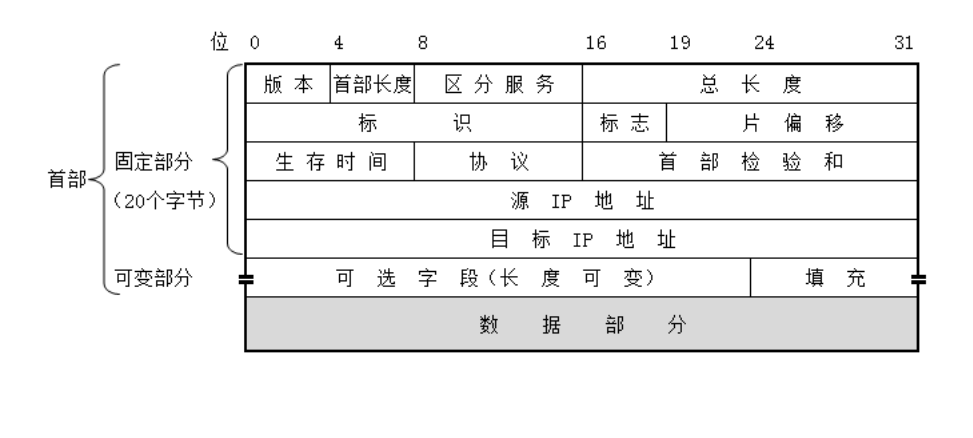 位 0 4 8 16 19 24 31
版本 首部长度 区分服务 总长度
标识 标志 片偏移
固定部分 生存时间 协议 首部检验和
首部
(20个字节) 源 IP 地址
目标 IP 地址
可变部分 可选字段(长度可变) 填充
数据部分